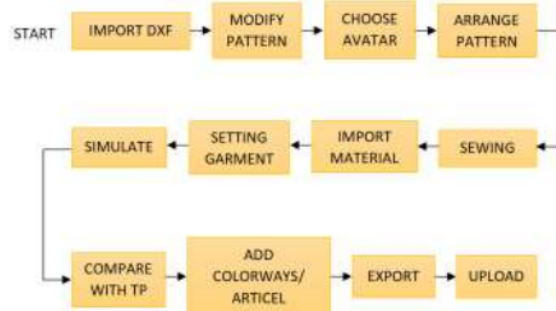 START
IMPORT DXF
MODIFY
PATTERN
CHOOSE
AVATAR
ARRANGE
PATTERN
SEWING
IMPORT
MATERIAL
SETTING
GARMENT
SIMULATE
COMPARE
WITH TP
ADD
COLORWAYS/
ARTICEL
EXPORT
UPLOAD